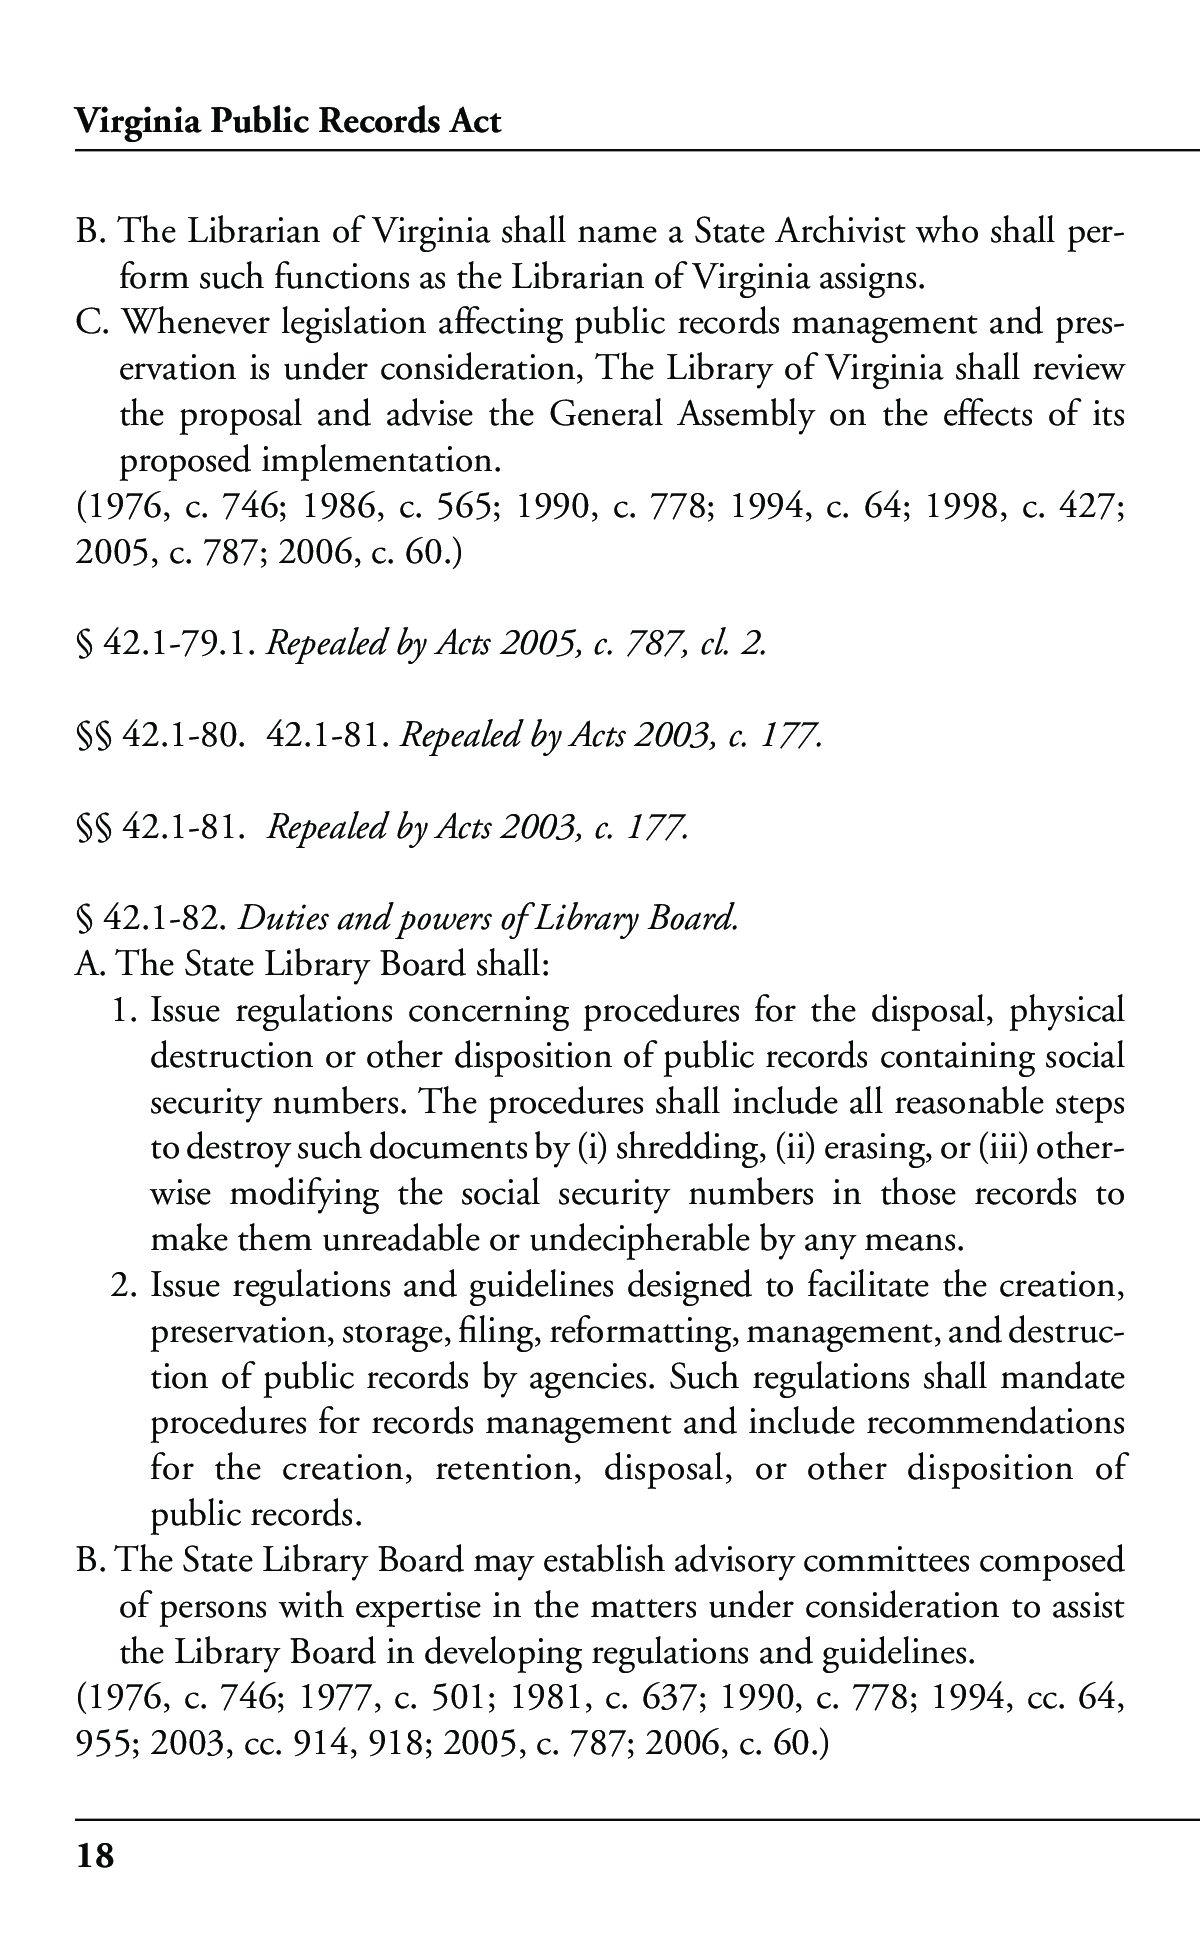 Virginia Public Records Act
B. The Librarian of Virginia shall name a State Archivist who shall per-
form such functions as the Librarian of Virginia assigns.
C. Whenever legislation affecting public records management and pres-
ervation is under consideration, The Library of Virginia shall review
the proposal and advise the General Assembly on the effects of its
proposed implementation.
(1976, c. 746; 1986, c. 565; 1990, c. 778; 1994, c. 64; 1998, c. 427;
2005, c. 787; 2006, c. 60.)
§ 42.1-79.1. Repealed by Acts 2005, c. 787, cl. 2.
§§ 42.1-80.  42.1-81. Repealed by Acts 2003, c. 177.
§§ 42.1-81.  Repealed by Acts 2003, c. 177.
§ 42.1-82. Duties and powers of Library Board.
A. The State Library Board shall:
1. Issue regulations concerning procedures for the disposal, physical
destruction or other disposition of public records containing social
security numbers. The procedures shall include all reasonable steps
to destroy such documents by (i) shredding, (ii) erasing, or (iii) other-
wise modifying the social security numbers in those records to
make them unreadable or undecipherable by any means.
2. Issue regulations and guidelines designed to facilitate the creation,
preservation, storage, filing, reformatting, management, and destruc-
tion of public records by agencies. Such regulations shall mandate
procedures for records management and include recommendations
for the creation, retention, disposal, or other disposition of
public records.
B. The State Library Board may establish advisory committees composed
of persons with expertise in the matters under consideration to assist
the Library Board in developing regulations and guidelines.
(1976, c. 746; 1977, c. 501; 1981, c. 637; 1990, c. 778; 1994, cc. 64,
955; 2003, cc. 914, 918; 2005, c. 787; 2006, c. 60.)
18